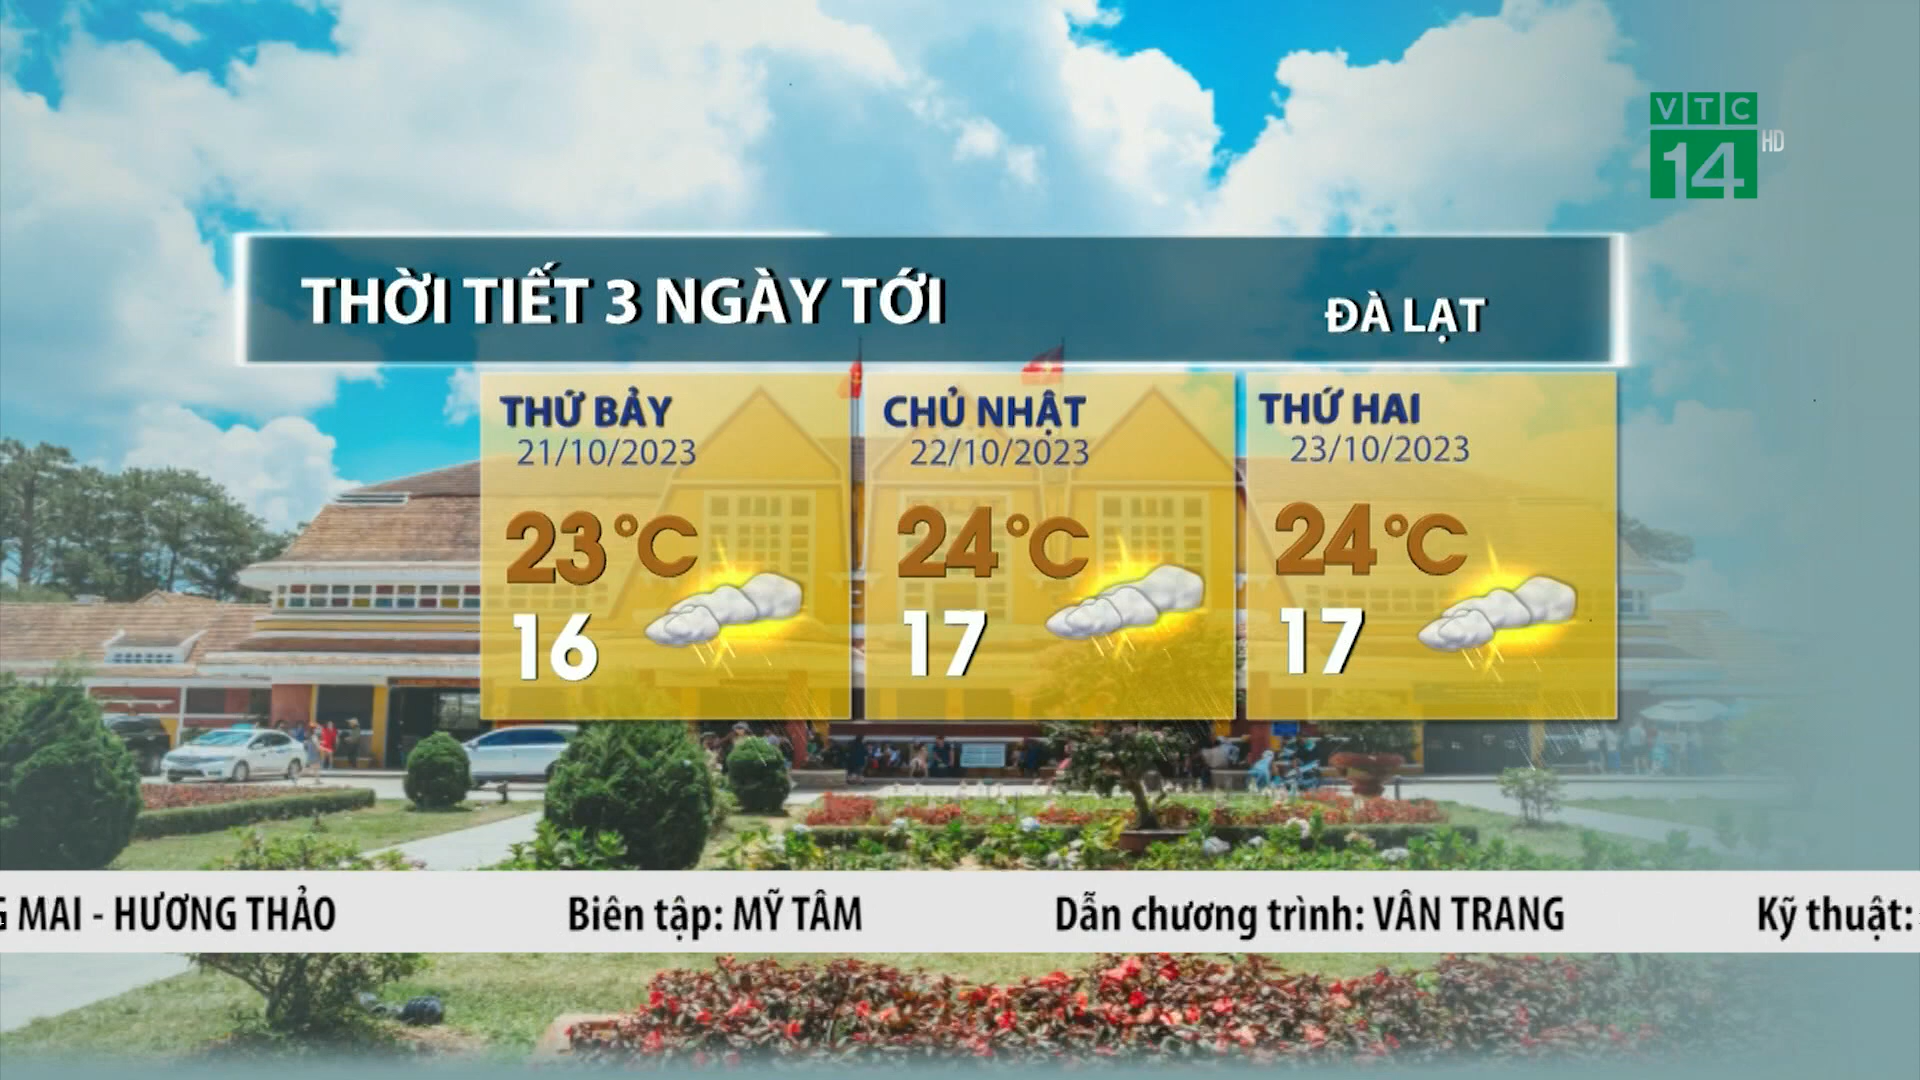 VTC
14 HD
THỜI TIẾT 3 NGÀY TỚI
ĐÀ LẠT
THỨ BẢY
21/10/2023
23°C
16
CHỦ NHẬT
22/10/2023
24°C
17
THỨ HAI
23/10/2023
24°C
17
MAI - HƯƠNG THẢO Biên tập: MỸ TÂM Dẫn chương trình: VÂN TRANG Kỹ thuật: